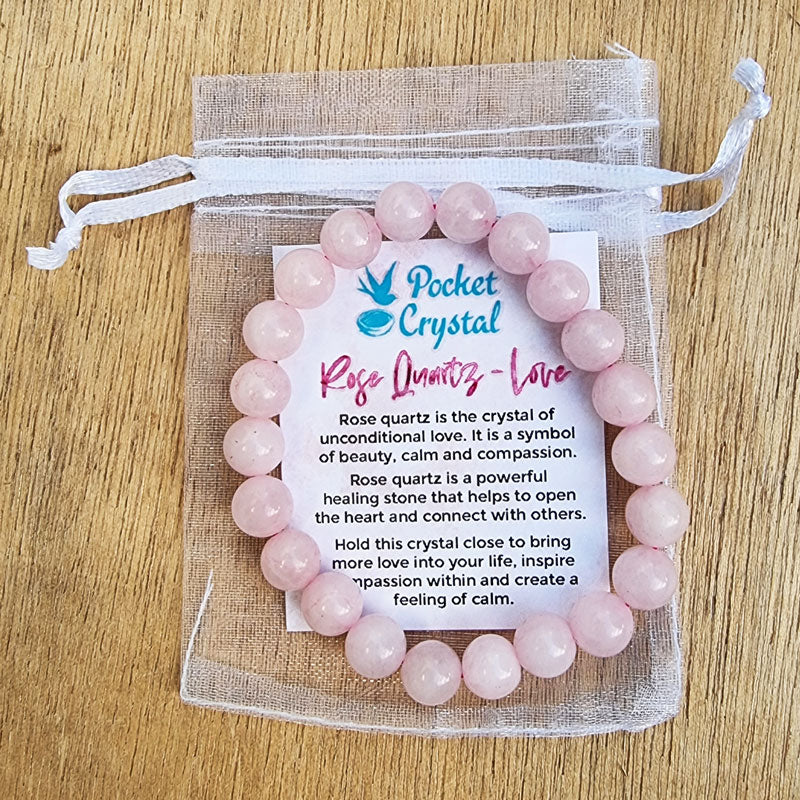 Pocket
Crystal
Rose Quartz - Love
Rose quartz is the crystal of
unconditional love. It is a symbol
of beauty, calm and compassion.
Rose quartz is a powerful
healing stone that helps to open
the heart and connect with others.
Hold this crystal close to bring
more love into your life, inspire
mpassion within and create a
feeling of calm.